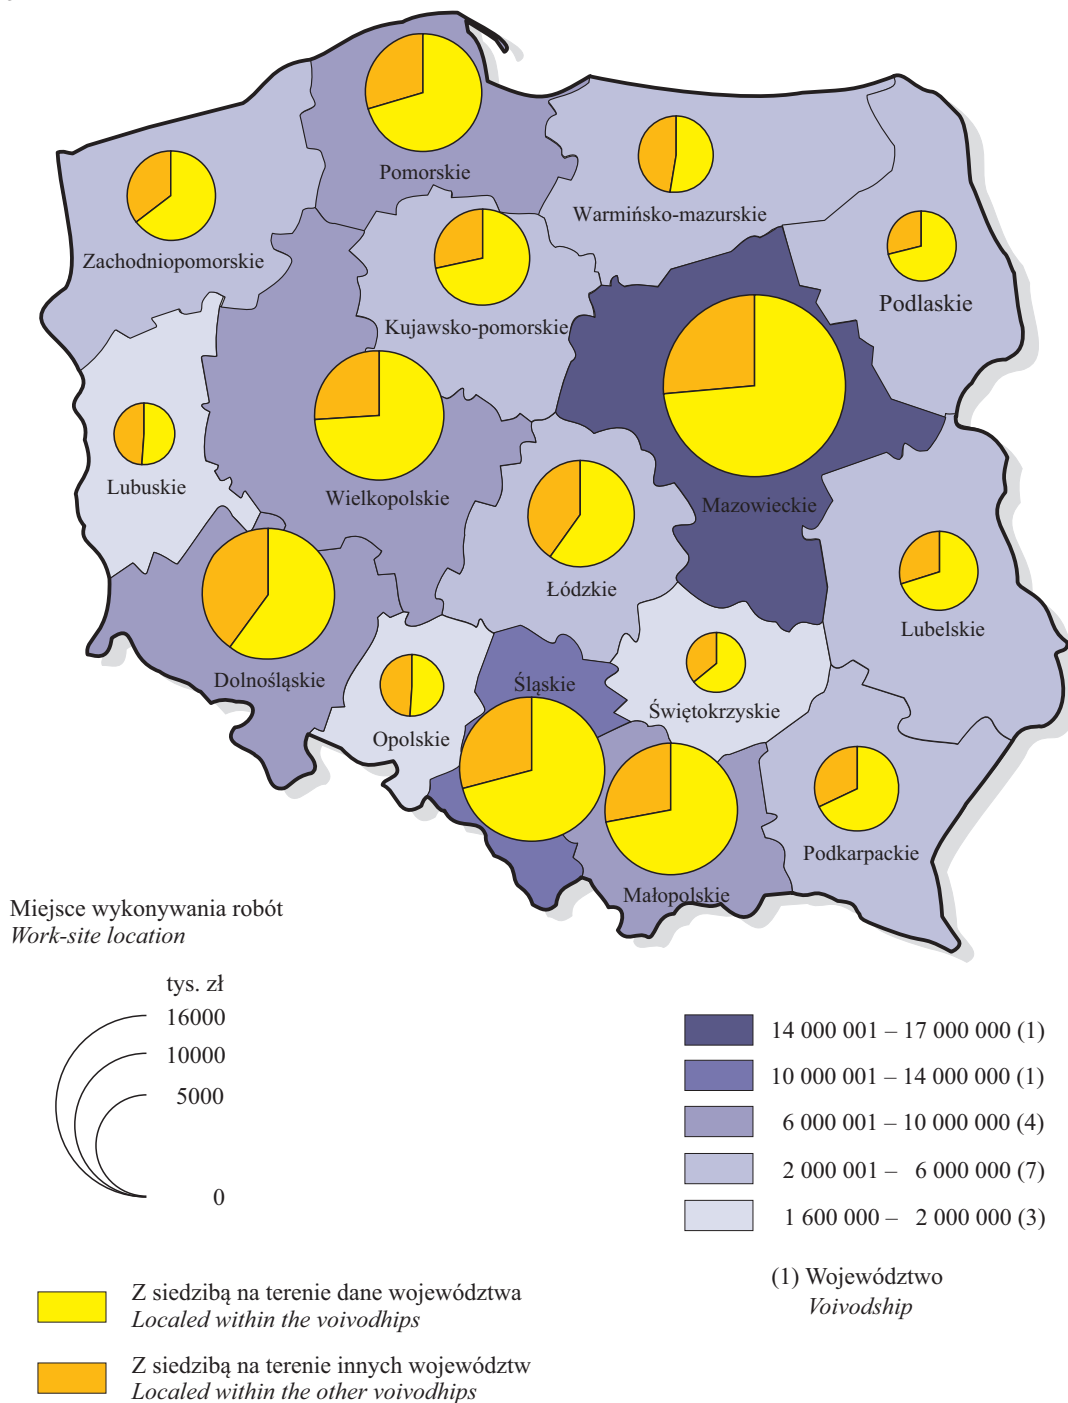 Pomorskie
Warmińsko-mazurskie
Zachodniopomorskie
Podlaskie
Kujawsko-pomorskie
Lubuskie
Wielkopolskie
Mazowieckie
Łódzkie
Lubelskie
Dolnośląskie
Śląskie
Świętokrzyskie
Opolskie
Podkarpackie
Małopolskie
Miejsce wykonywania robót
Work-site location
tys. zł
16000
10000
5000
0
14 000 001 – 17 000 000 (1)
10 000 001 – 14 000 000 (1)
6 000 001 – 10 000 000 (4)
2 000 001 – 6 000 000 (7)
1 600 000 – 2 000 000 (3)
(1) Województwo
Voivodship
Z siedzibą na terenie dane województwa
Localed within the voivodhips
Z siedzibą na terenie innych województw
Localed within the other voivodhips